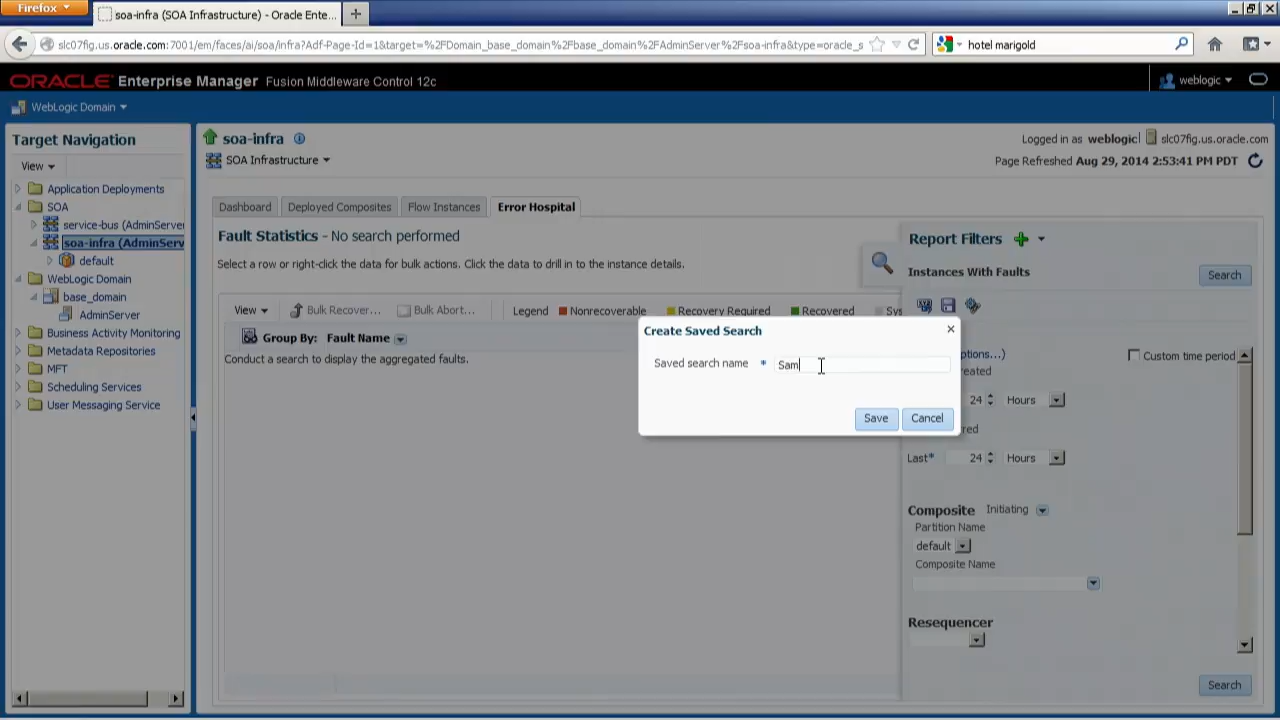 Firefox
soa-infra (SOA Infrastructure) - Oracle Ente...
slc07fig.us.oracle.com:7001/em/faces/ai/soa/infra?Adf-Page-Id=1&target=%2FDomain_base_domain%2Fbase_domain%2FAdminServer%2Fsoa-infra&type=oracle_s
hotel marigold
ORACLE Enterprise Manager Fusion Middleware Control 12c
weblogic
WebLogic Domain
Target Navigation
View
Application Deployments
SOA
service-bus (AdminServer
soa-infra (AdminServ
default
WebLogic Domain
base_domain
AdminServer
Business Activity Monitoring
Metadata Repositories
MFT
Scheduling Services
User Messaging Service
soa-infra
SOA Infrastructure
Logged in as weblogic
slc07fig.us.oracle.com
Page Refreshed Aug 29, 2014 2:53:41 PM PDT
Dashboard Deployed Composites Flow Instances Error Hospital
Fault Statistics - No search performed
Select a row or right-click the data for bulk actions. Click the data to drill in to the instance details.
View Bulk Recover... Bulk Abort... Legend Nonrecoverable Recovery Required Recovered Sys
Group By: Fault Name
Conduct a search to display the aggregated faults.
Report Filters
Instances With Faults
Search
ptions...)
Custom time period
eated
24 Hours
red
Last* 24 Hours
Composite Initiating
Partition Name
default
Composite Name
Resequencer
Search
Create Saved Search
Saved search name * Sam
Save Cancel